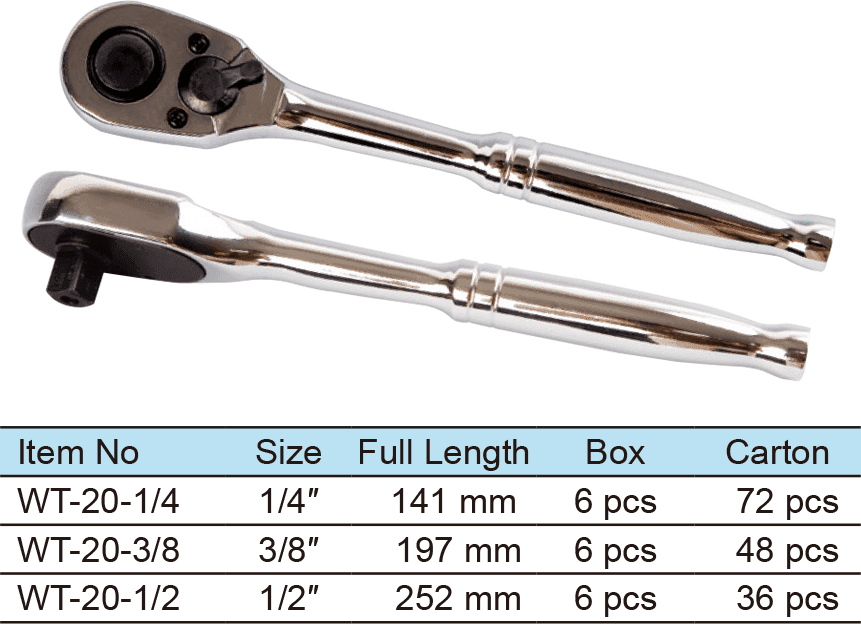 Item No Size Full Length Box Carton
WT-20-1/4 1/4″ 141 mm 6 pcs 72 pcs
WT-20-3/8 3/8″ 197 mm 6 pcs 48 pcs
WT-20-1/2 1/2″ 252 mm 6 pcs 36 pcs